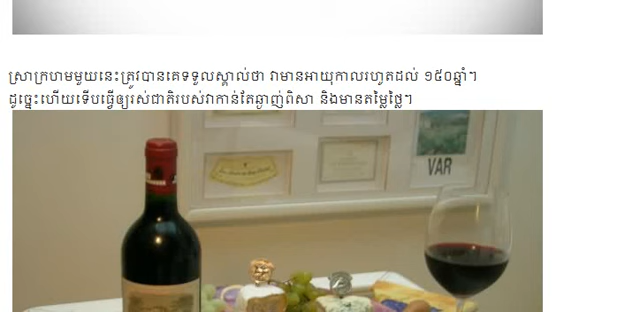 ស្រាក្រហមមួយនេះត្រូវបានគេទទួលស្គាល់ថា វាមានអាយុកាលរហូតដល់ ១៥០ឆ្នាំ។
ដូច្នេះហើយទើបធ្វើឲ្យរស់ជាតិរបស់វាកាន់តែឆ្ងាញ់ពិសា និងមានតម្លៃថ្លៃ។
VAR